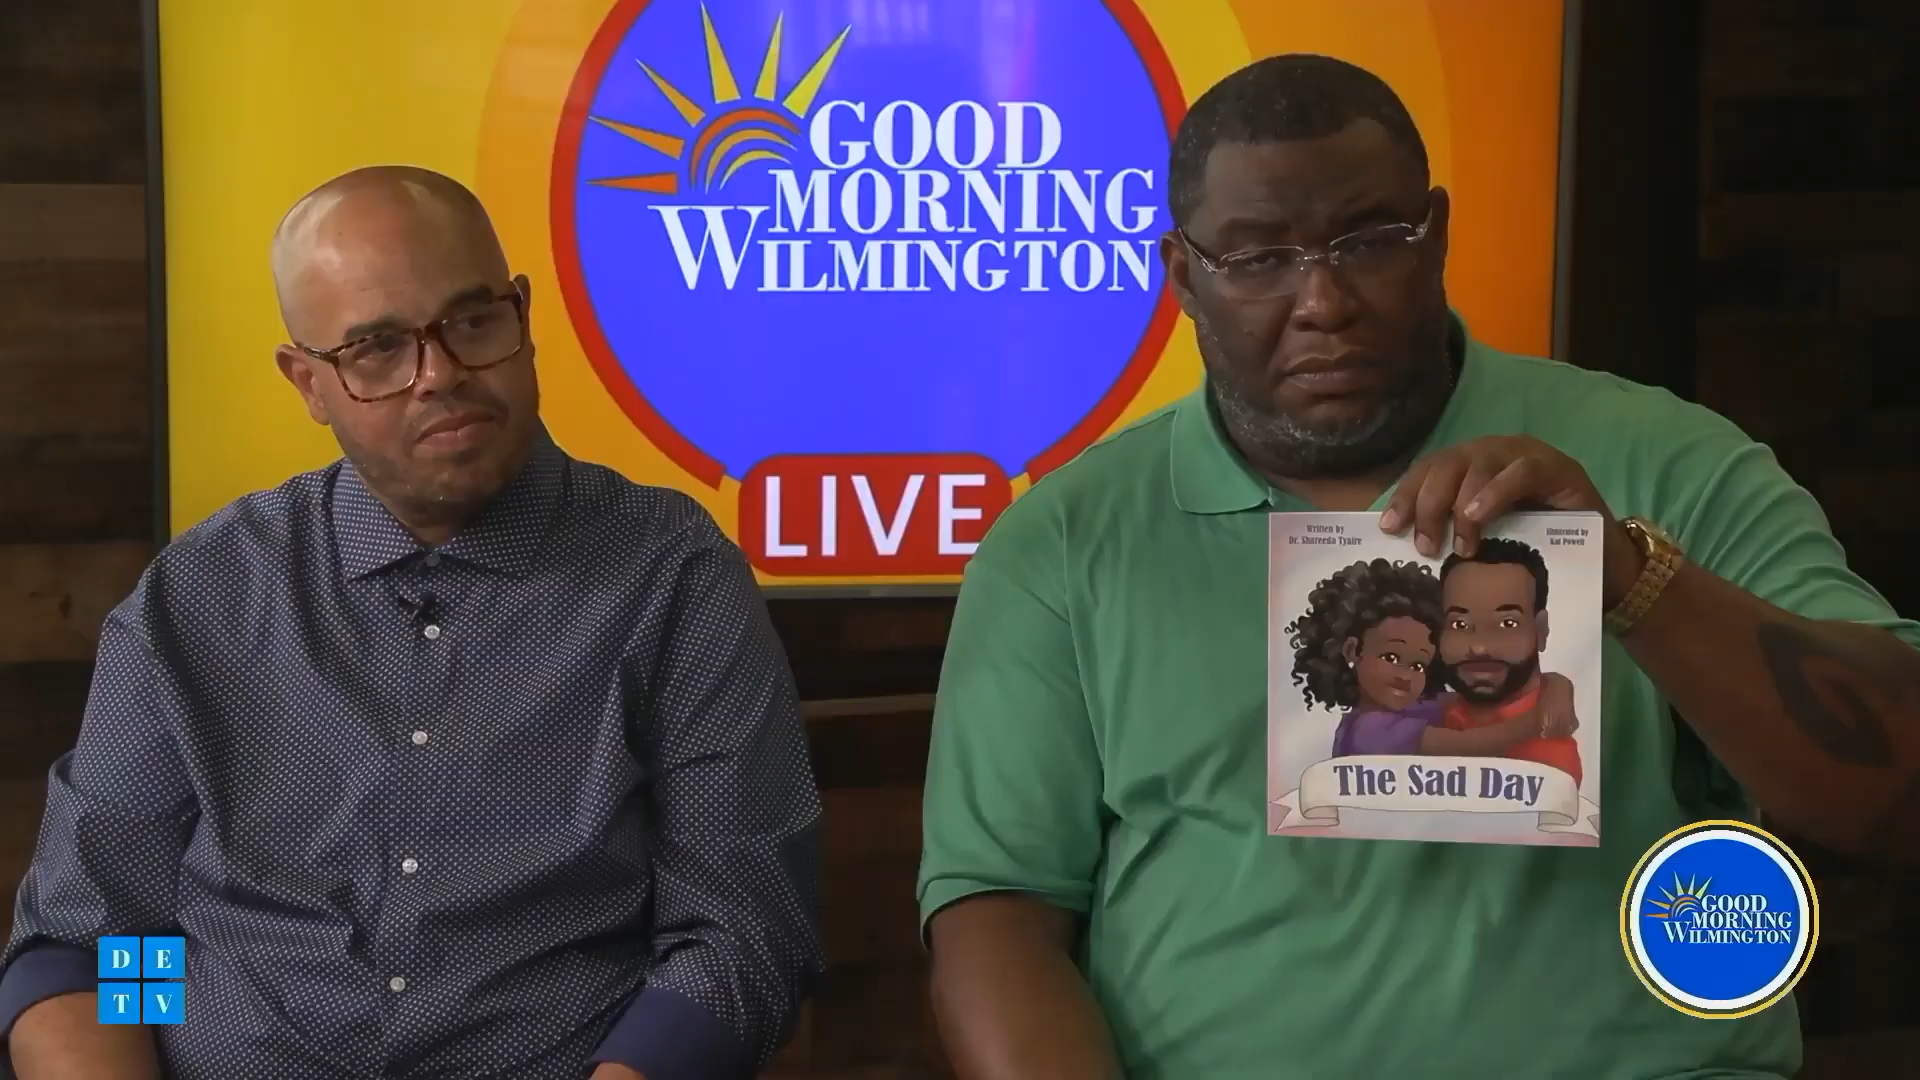 GOOD
MORNING
WILMINGTON
LIVE
Written by
Dr. Shareeda Tyaire
Illustrated by
Kat Powell
The Sad Day
D E
T V
GOOD
MORNING
WILMINGTON